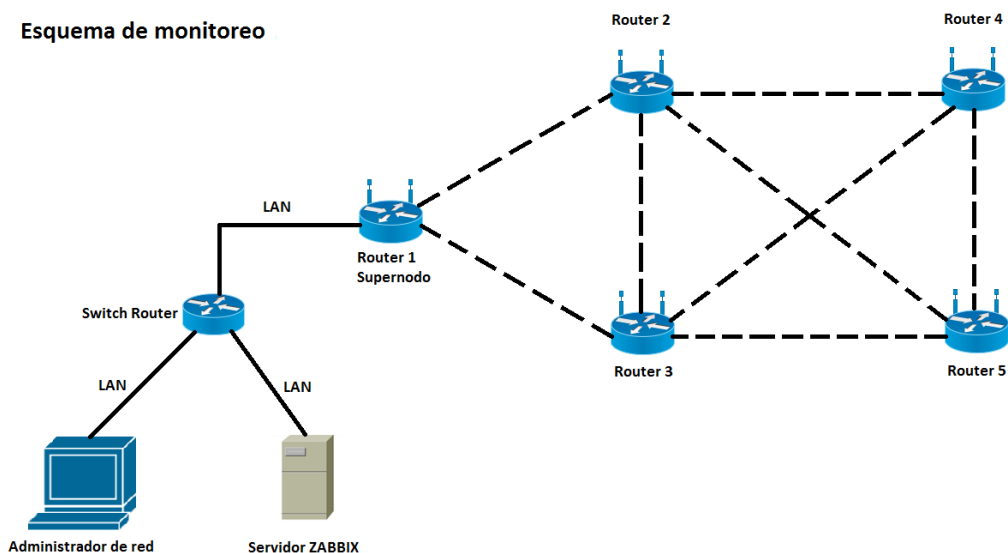 Esquema de monitoreo
Router 2
Router 4
LAN
Router 1
Supernodo
Switch Router
Router 3
Router 5
LAN
LAN
Administrador de red
Servidor ZABBIX